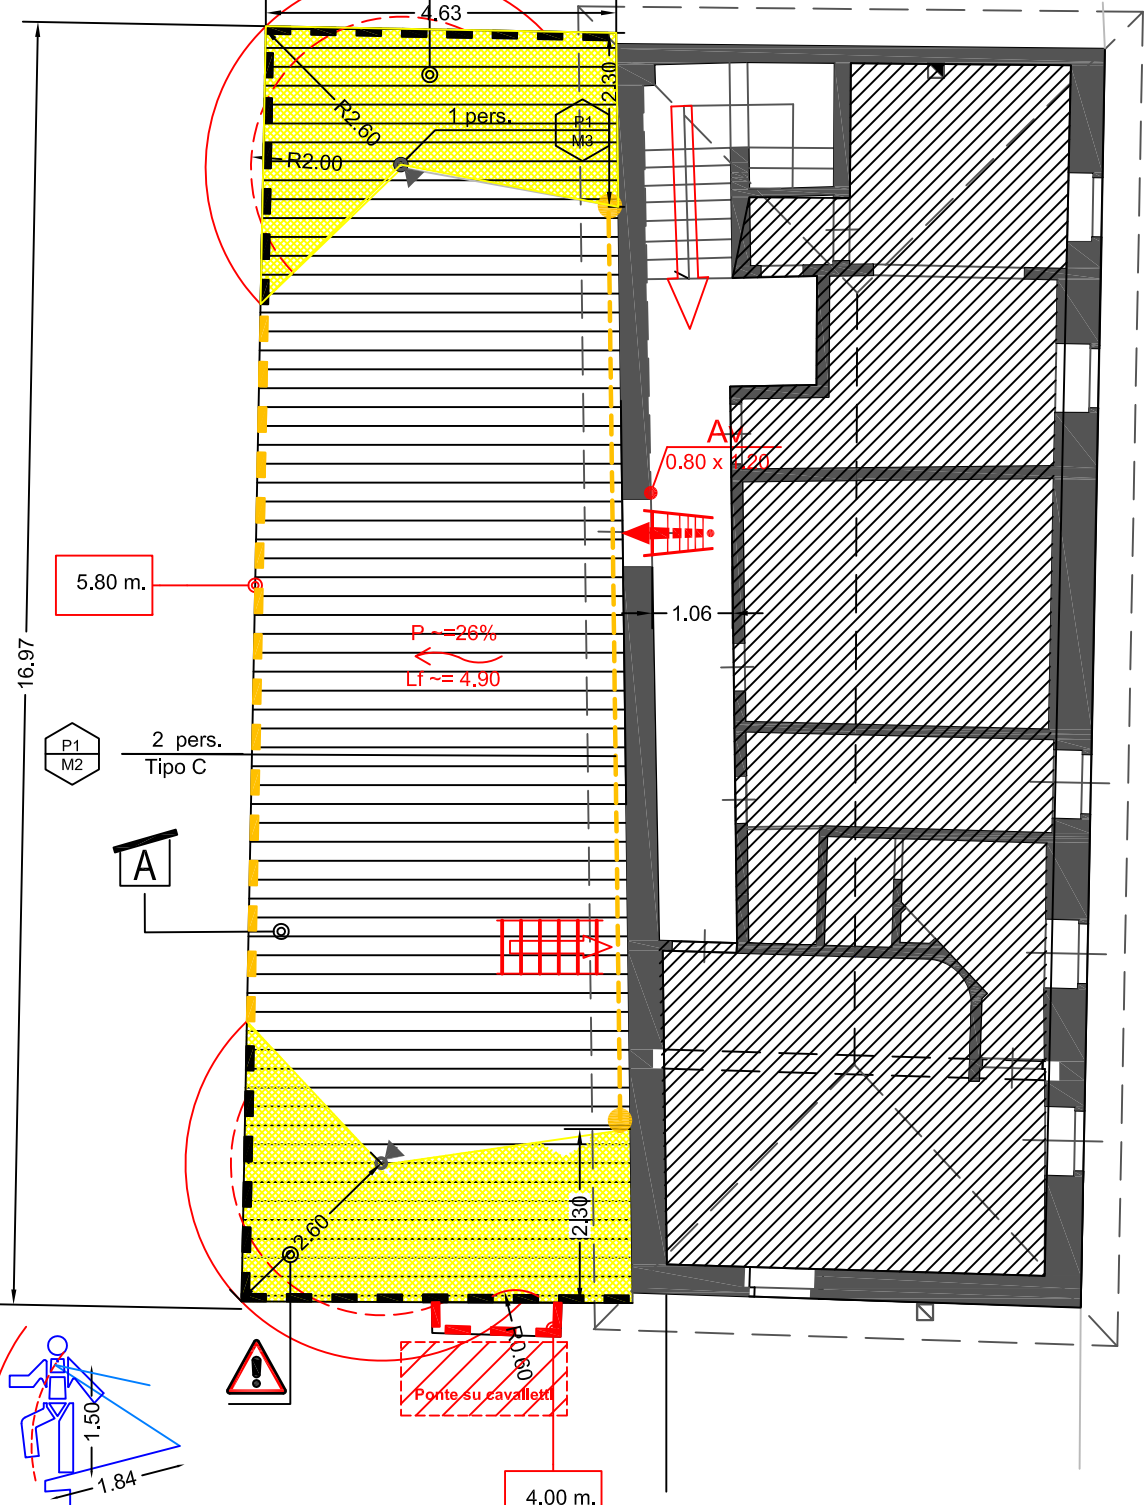 4.63
2.30
R2.60
1 pers.
P1
M3
R2.00
Av
0.80 x 1.20
5.80 m.
1.06
P ~=26%
Lf ~= 4.90
16.97
P1
M2
2 pers.
Tipo C
A
2.60
2.30
R0.60
Ponte su cavalletti
1.50
1.84
4.00 m.